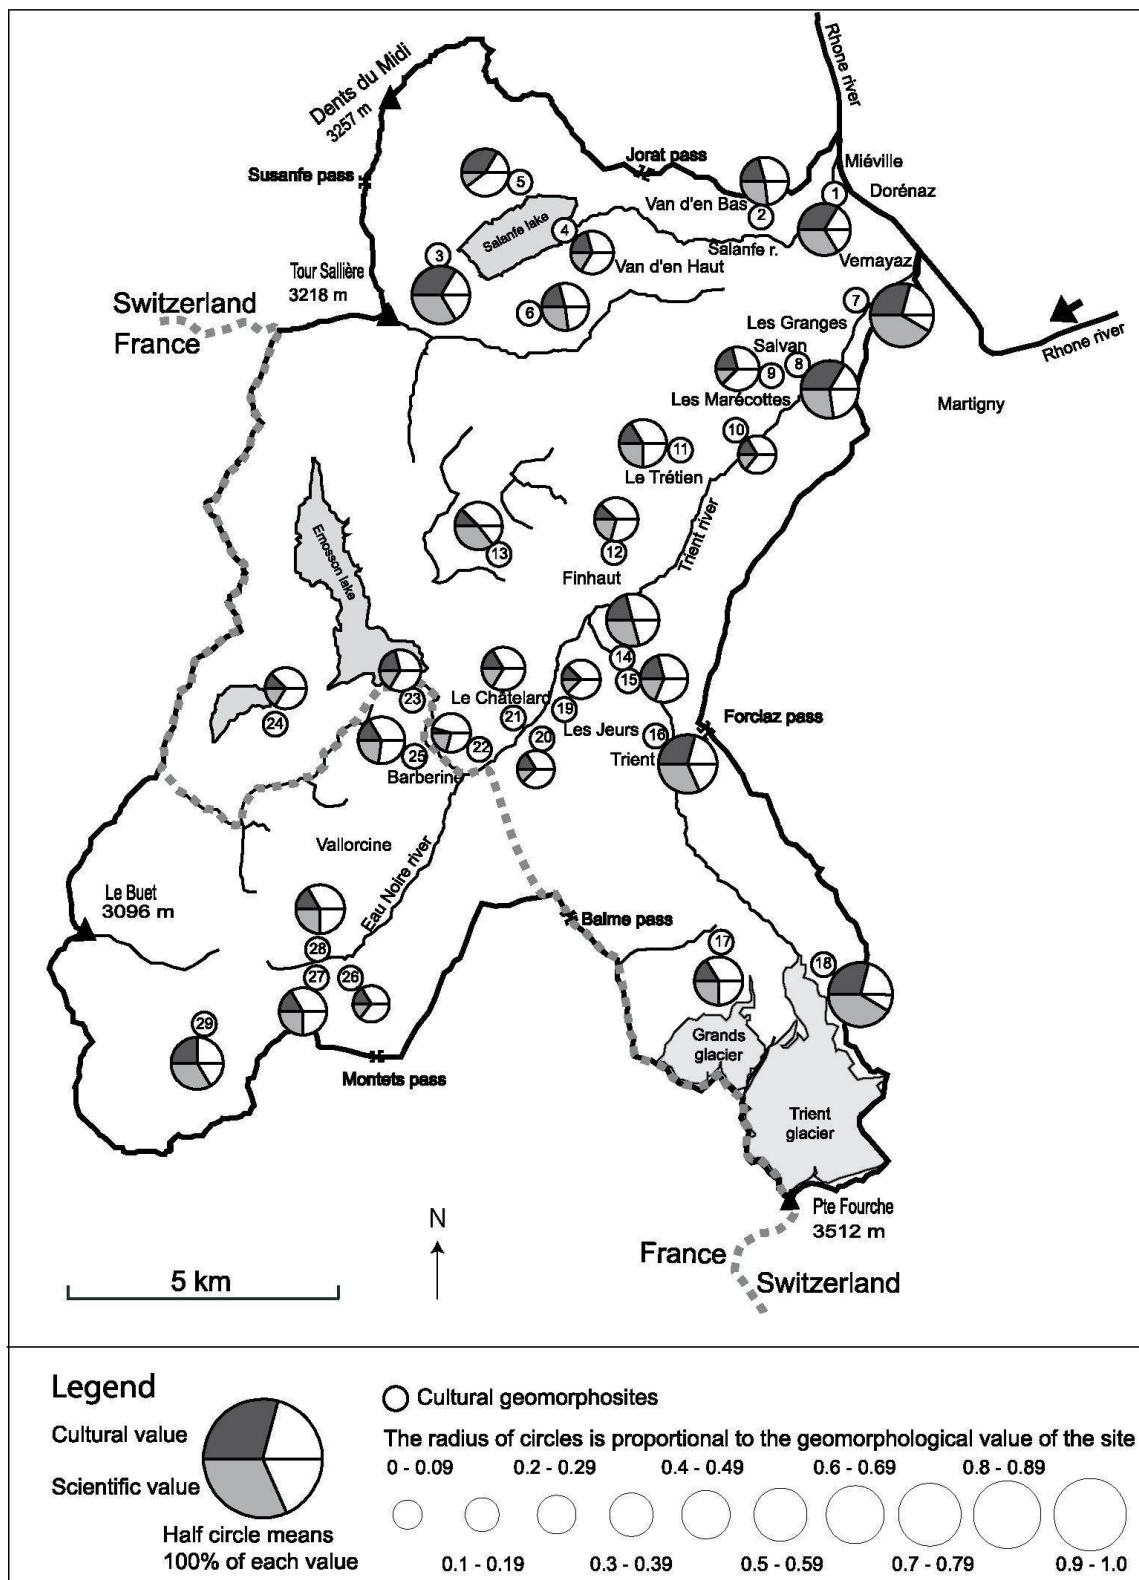 Rhone river
Dents du Midi
3257 m
Jorat pass
Miéville
Susanfe pass
Dorénaz
5
1
Van d'en Bas
2
Salanfe lake
4
Salanfe r.
3
Van d'en Haut
Vernayaz
Tour Sallière
3218 m
Switzerland
France
6
7
Les Granges
Salvan
Rhone river
9
8
Les Marécottes
Martigny
10
11
Le Trétien
Trient river
13
12
Emosson lake
Finhaut
14
15
Le Châtelard
23
24
21
19
Les Jeurs
16
Forclaz pass
20
Trient
25
22
Barberine
Vallorcine
Le Buet
3096 m
Eau Noire river
Balme pass
17
28
18
27
26
29
Grands
glacier
Montets pass
Trient
glacier
Pte Fourche
3512 m
N
France
Switzerland
5 km
Legend
Cultural value
Scientific value
Half circle means
100% of each value
Cultural geomorphosites
The radius of circles is proportional to the geomorphological value of the site
0 - 0.09
0.2 - 0.29
0.4 - 0.49
0.6 - 0.69
0.8 - 0.89
0.1 - 0.19
0.3 - 0.39
0.5 - 0.59
0.7 - 0.79
0.9 - 1.0